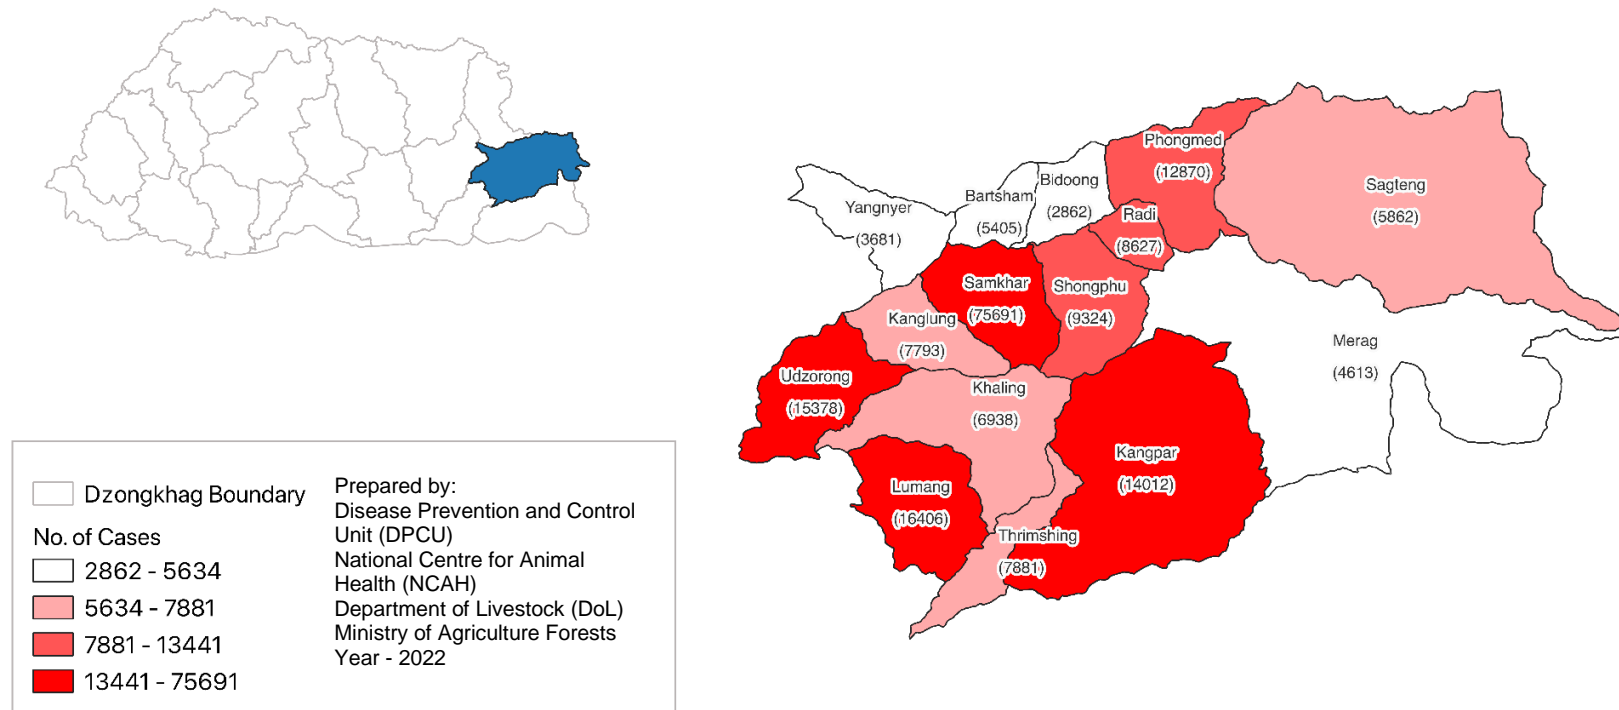 Phongmed
(12870)
Sagteng
(5862)
Bidoong
(2862)
Bartsham
(5405)
Radi
(8627)
Yangnyer
(3681)
Samkhar
(75691)
Shongphu
(9324)
Kanglung
(7793)
Merag
(4613)
Udzorong
(15378)
Khaling
(6938)
Kangpar
(14012)
Lumang
(16406)
Thrimshing
(7881)
Dzongkhag Boundary
No. of Cases
2862 - 5634
5634 - 7881
7881 - 13441
13441 - 75691
Prepared by:
Disease Prevention and Control
Unit (DPCU)
National Centre for Animal
Health (NCAH)
Department of Livestock (DoL)
Ministry of Agriculture Forests
Year - 2022